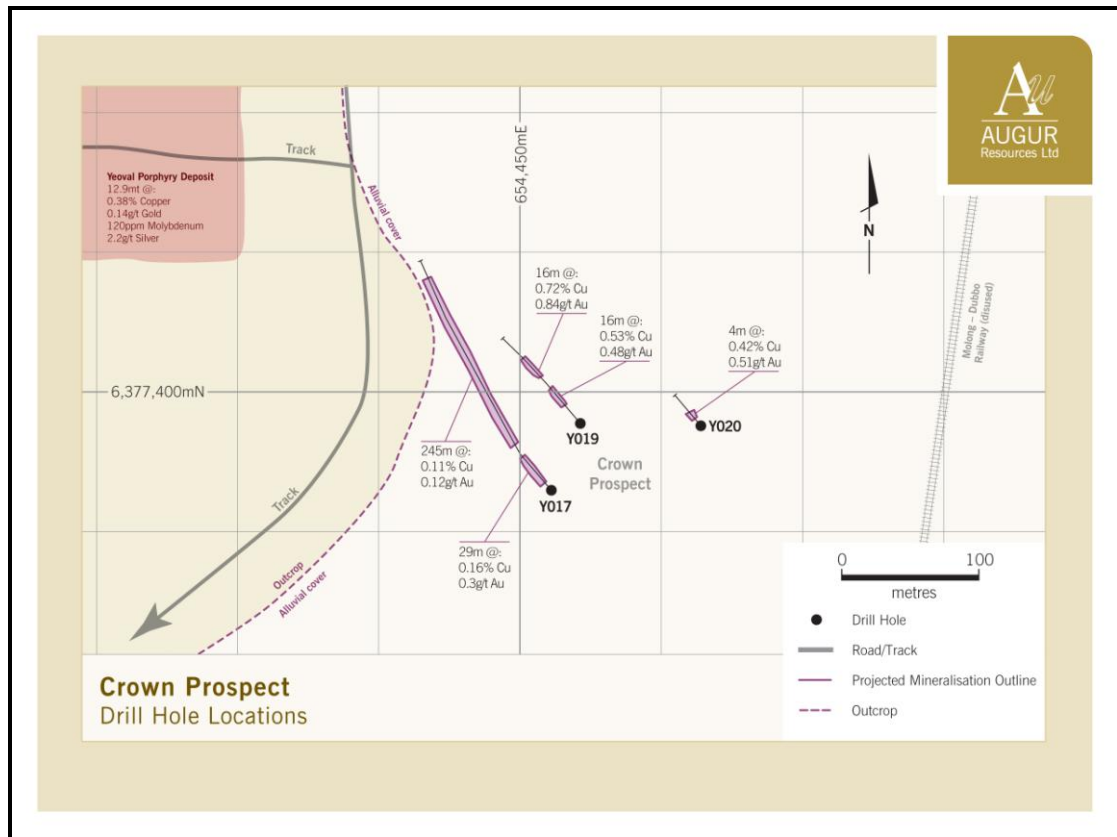 Au
AUGUR
Resources Ltd
Track
Yeoval Porphyry Deposit
12.9mt @:
0.38% Copper
0.14g/t Gold
120ppm Molybdenum
2.2g/t Silver
Alluvial cover
654,450mE
N
Molong – Dubbo
Railway (disused)
16m @:
0.72% Cu
0.84g/t Au
16m @:
0.53% Cu
0.48g/t Au
4m @:
0.42% Cu
0.51g/t Au
6,377,400mN
Y019
Y020
245m @:
0.11% Cu
0.12g/t Au
Crown
Prospect
Y017
Track
29m @:
0.16% Cu
0.3g/t Au
Outcrop
Alluvial cover
0 100
metres
Drill Hole
Road/Track
Projected Mineralisation Outline
Outcrop
Crown Prospect
Drill Hole Locations